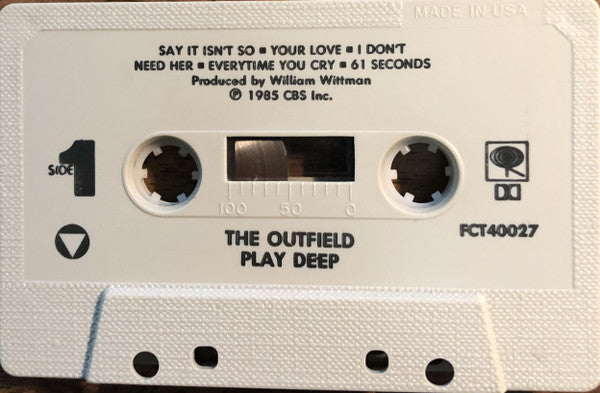 MADE IN USA
SAY IT ISN'T SO ▪ YOUR LOVE ▪ I DON'T
NEED HER ▪ EVERYTIME YOU CRY ▪ 61 SECONDS
Produced by William Wittman
℗ 1985 CBS Inc.
SIDE 1
100 50 0
THE OUTFIELD
PLAY DEEP
FCT40027